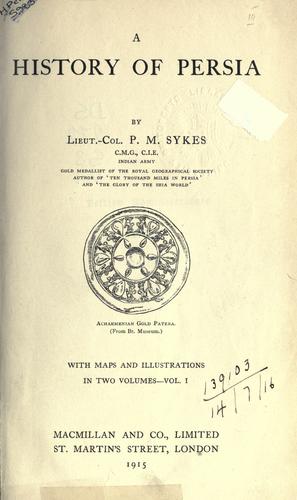 A
HISTORY OF PERSIA
BY
LIEUT.-COL. P. M. SYKES
C.M.G., C.I.E.
INDIAN ARMY
GOLD MEDALLIST OF THE ROYAL GEOGRAPHICAL SOCIETY
AUTHOR OF 'TEN THOUSAND MILES IN PERSIA'
AND 'THE GLORY OF THE SHIA WORLD'
ACHAEMENIAN GOLD PATERA.
(From Br. Museum.)
WITH MAPS AND ILLUSTRATIONS
IN TWO VOLUMES—VOL. I
139103
14/7/16
MACMILLAN AND CO., LIMITED
ST. MARTIN'S STREET, LONDON
1915